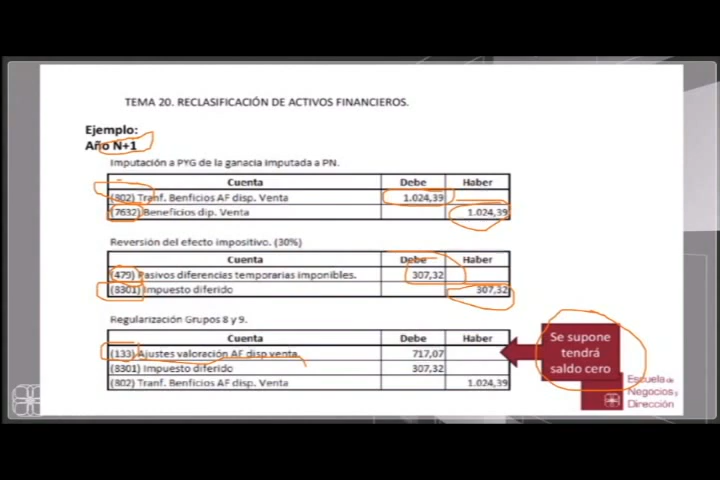 TEMA 20. RECLASIFICACIÓN DE ACTIVOS FINANCIEROS.
Ejemplo:
Año N+1
Imputación a PYG de la ganacia imputada a PN.
Cuenta Debe Haber
(802) Tranf. Benficios AF disp. Venta 1.024,39
(7632) Beneficios dip. Venta 1.024,39
Reversión del efecto impositivo. (30%)
Cuenta Debe Haber
(479) Pasivos diferencias temporarias imponibles. 307,32
(8301) Impuesto diferido 307,32
Regularización Grupos 8 y 9.
Cuenta Debe Haber
(133) Ajustes valoración AF disp venta. 717,07
(8301) Impuesto diferido 307,32
(802) Tranf. Benficios AF disp. Venta 1.024,39
Se supone
tendrá
saldo cero
Escuela de
Negocios y
Dirección